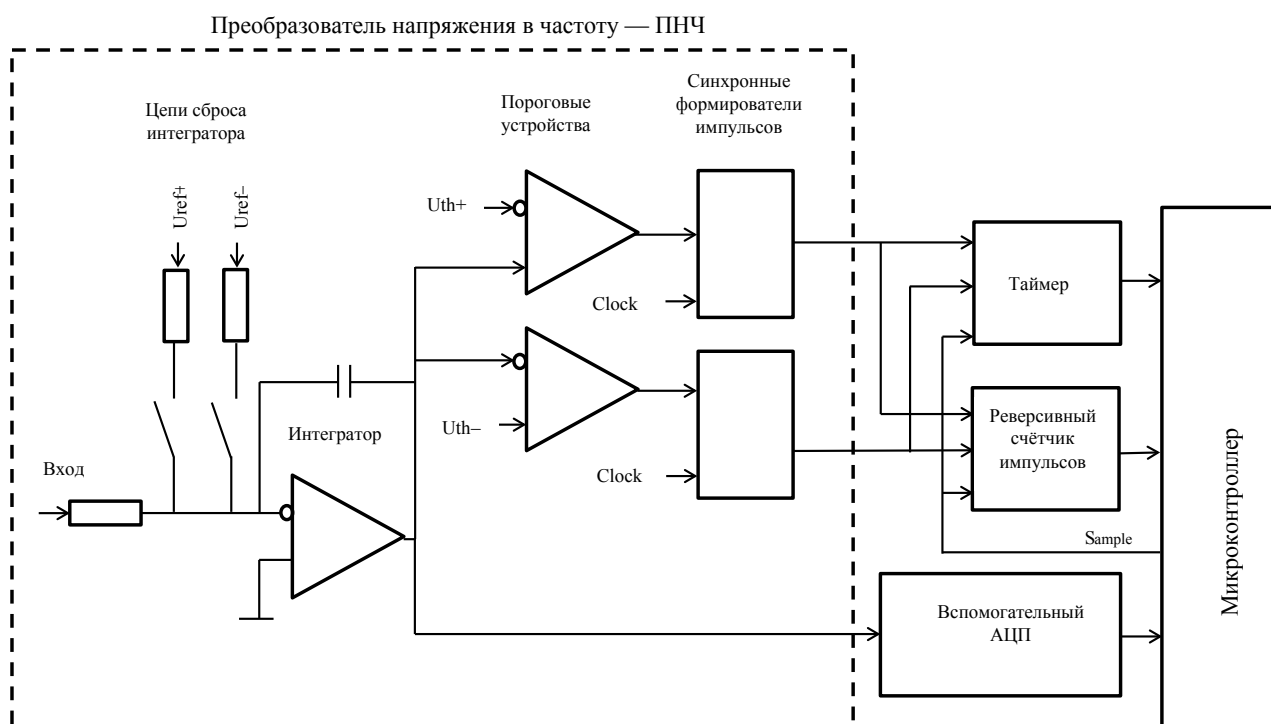 Преобразователь напряжения в частоту — ПНЧ
Цепи сброса
интегратора
Пороговые
устройства
Синхронные
формирователи
импульсов
Uref+
Uref–
Uth+
Clock
Таймер
Uth–
Clock
Интегратор
Вход
Реверсивный
счётчик
импульсов
Sample
Вспомогательный
АЦП
Микроконтроллер